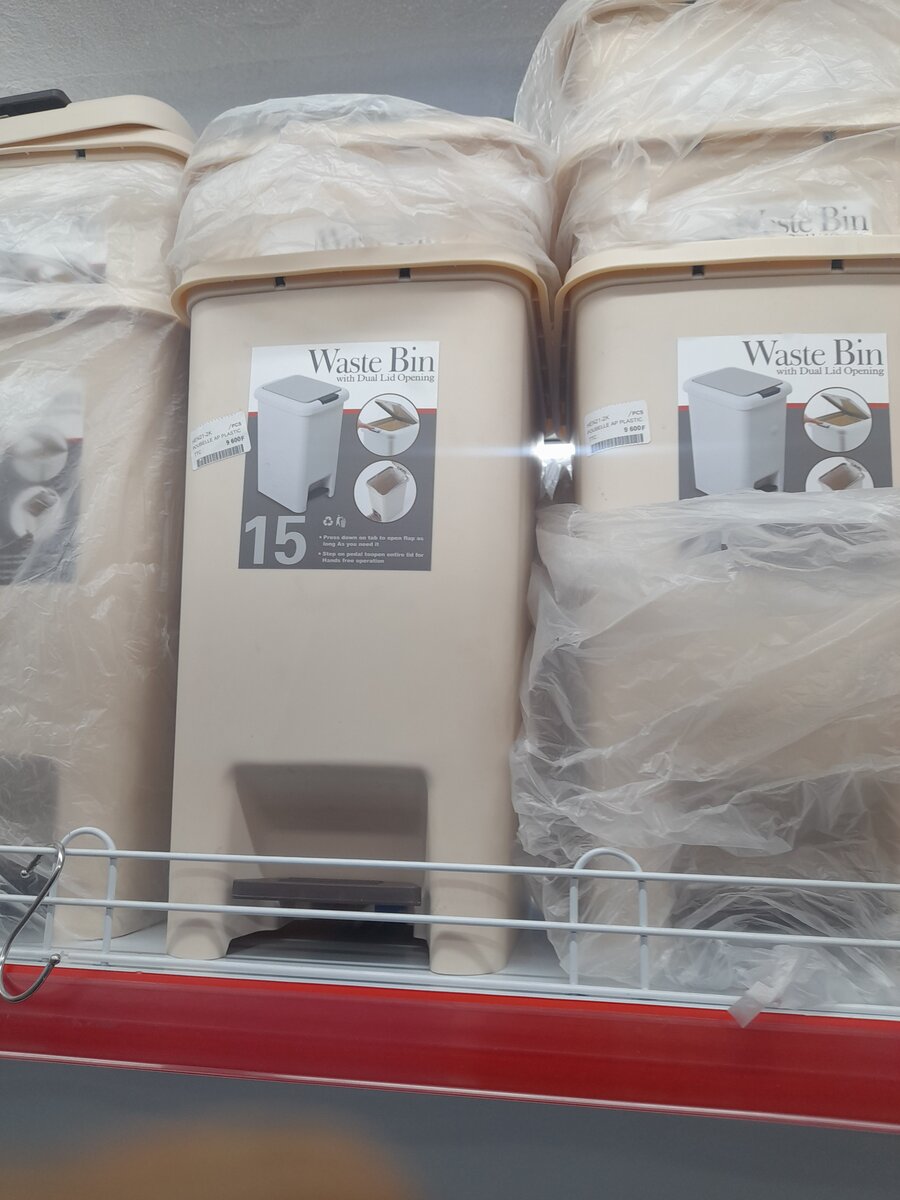 Waste Bin
Waste Bin
with Dual Lid Opening
/PCS
POUBELLE AP PLASTIC
9 600F
TTC
15
• Press down on tab to open flap as
long As you need it
• Step on pedal toopen entire lid for
Hands free operation
Waste Bin
with Dual Lid Opening
/PCS
POUBELLE AP PLASTIC
9 600F
TTC